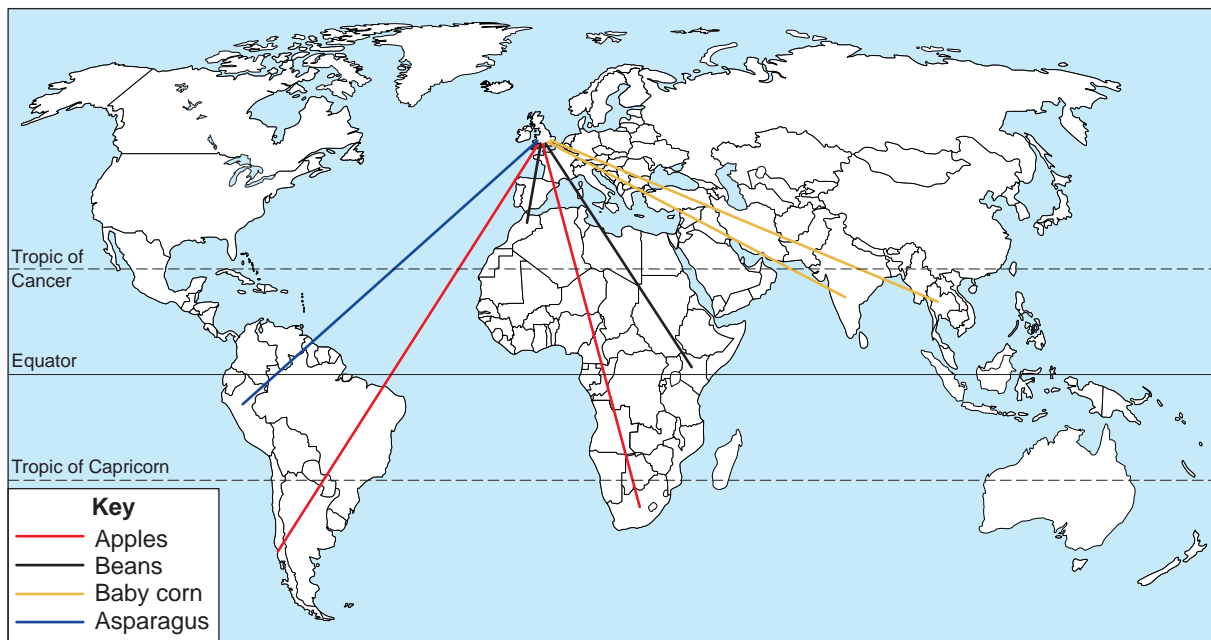 Tropic of
Cancer
Equator
Tropic of Capricorn
Key
Apples
Beans
Baby corn
Asparagus